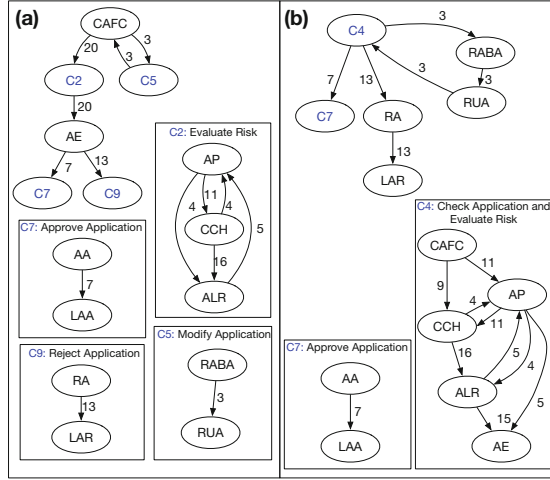 (a)
CAFC
20
3
3
C2
C5
20
AE
7
13
C7
C9
C2: Evaluate Risk
AP
11
4
4
5
CCH
16
ALR
C7: Approve Application
AA
7
LAA
C5: Modify Application
RABA
3
RUA
C9: Reject Application
RA
13
LAR
(b)
C4
3
RABA
3
3
RUA
7
13
C7
RA
13
LAR
C4: Check Application and
Evaluate Risk
CAFC
11
9
AP
4
CCH
11
16
5
4
5
ALR
15
AE
C7: Approve Application
AA
7
LAA